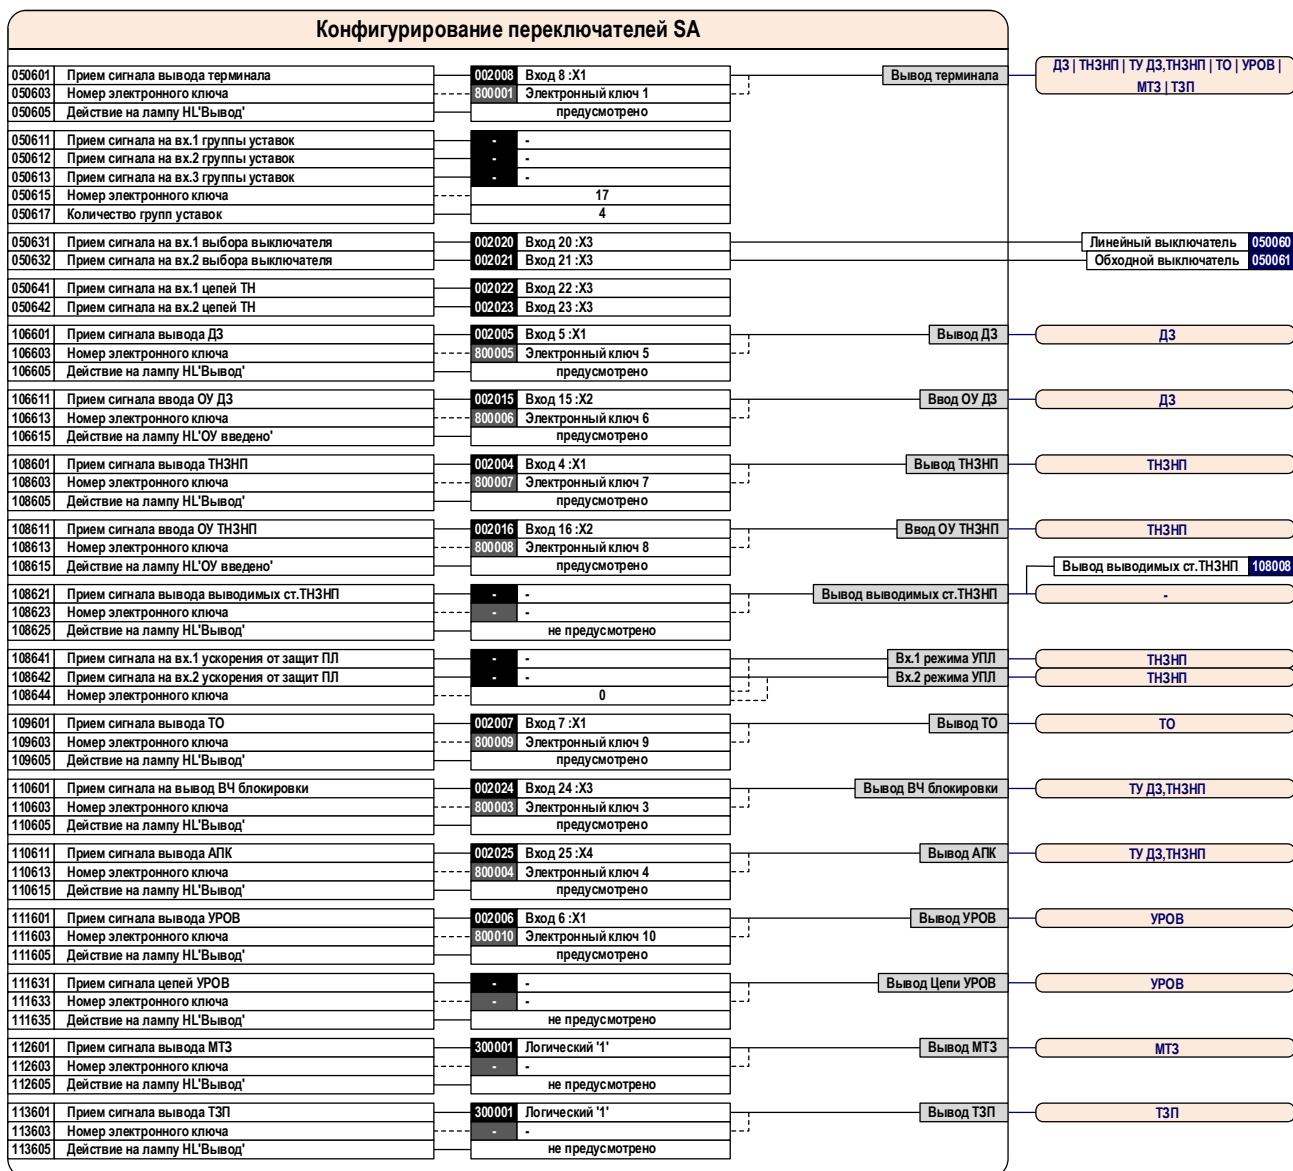 Конфигурирование переключателей SA
050601 Прием сигнала вывода терминала 002008 Вход 8 :X1 Вывод терминала ДЗ | ТНЗНП | ТУ ДЗ,ТНЗНП | ТО | УРОВ |
МТЗ | ТЗП
050603 Номер электронного ключа 800001 Электронный ключ 1
050605 Действие на лампу HL'Вывод' предусмотрено
050611 Прием сигнала на вх.1 группы уставок - -
050612 Прием сигнала на вх.2 группы уставок - -
050613 Прием сигнала на вх.3 группы уставок - -
050615 Номер электронного ключа 17
050617 Количество групп уставок 4
050631 Прием сигнала на вх.1 выбора выключателя 002020 Вход 20 :X3 Линейный выключатель 050060
050632 Прием сигнала на вх.2 выбора выключателя 002021 Вход 21 :X3 Обходной выключатель 050061
050641 Прием сигнала на вх.1 цепей ТН 002022 Вход 22 :X3
050642 Прием сигнала на вх.2 цепей ТН 002023 Вход 23 :X3
106601 Прием сигнала вывода ДЗ 002005 Вход 5 :X1 Вывод ДЗ ДЗ
106603 Номер электронного ключа 800005 Электронный ключ 5
106605 Действие на лампу HL'Вывод' предусмотрено
106611 Прием сигнала ввода ОУ ДЗ 002015 Вход 15 :X2 Ввод ОУ ДЗ ДЗ
106613 Номер электронного ключа 800006 Электронный ключ 6
106615 Действие на лампу HL'ОУ введено' предусмотрено
108601 Прием сигнала вывода ТНЗНП 002004 Вход 4 :X1 Вывод ТНЗНП ТНЗНП
108603 Номер электронного ключа 800007 Электронный ключ 7
108605 Действие на лампу HL'Вывод' предусмотрено
108611 Прием сигнала ввода ОУ ТНЗНП 002016 Вход 16 :X2 Ввод ОУ ТНЗНП ТНЗНП
108613 Номер электронного ключа 800008 Электронный ключ 8
108615 Действие на лампу HL'ОУ введено' предусмотрено Вывод выводимых ст.ТНЗНП 108008
108621 Прием сигнала вывода выводимых ст.ТНЗНП - - Вывод выводимых ст.ТНЗНП -
108623 Номер электронного ключа - -
108625 Действие на лампу HL'Вывод' не предусмотрено
108641 Прием сигнала на вх.1 ускорения от защит ПЛ - - Вх.1 режима УПЛ ТНЗНП
108642 Прием сигнала на вх.2 ускорения от защит ПЛ - - Вх.2 режима УПЛ ТНЗНП
108644 Номер электронного ключа 0
109601 Прием сигнала вывода ТО 002007 Вход 7 :X1 Вывод ТО ТО
109603 Номер электронного ключа 800009 Электронный ключ 9
109605 Действие на лампу HL'Вывод' предусмотрено
110601 Прием сигнала на вывод ВЧ блокировки 002024 Вход 24 :X3 Вывод ВЧ блокировки ТУ ДЗ,ТНЗНП
110603 Номер электронного ключа 800003 Электронный ключ 3
110605 Действие на лампу HL'Вывод' предусмотрено
110611 Прием сигнала вывода АПК 002025 Вход 25 :X4 Вывод АПК ТУ ДЗ,ТНЗНП
110613 Номер электронного ключа 800004 Электронный ключ 4
110615 Действие на лампу HL'Вывод' предусмотрено
111601 Прием сигнала вывода УРОВ 002006 Вход 6 :X1 Вывод УРОВ УРОВ
111603 Номер электронного ключа 800010 Электронный ключ 10
111605 Действие на лампу HL'Вывод' предусмотрено
111631 Прием сигнала цепей УРОВ - - Вывод Цепи УРОВ УРОВ
111633 Номер электронного ключа - -
111635 Действие на лампу HL'Вывод' не предусмотрено
112601 Прием сигнала вывода МТЗ 300001 Логический '1' Вывод МТЗ МТЗ
112603 Номер электронного ключа - -
112605 Действие на лампу HL'Вывод' не предусмотрено
113601 Прием сигнала вывода ТЗП 300001 Логический '1' Вывод ТЗП ТЗП
113603 Номер электронного ключа - -
113605 Действие на лампу HL'Вывод' не предусмотрено